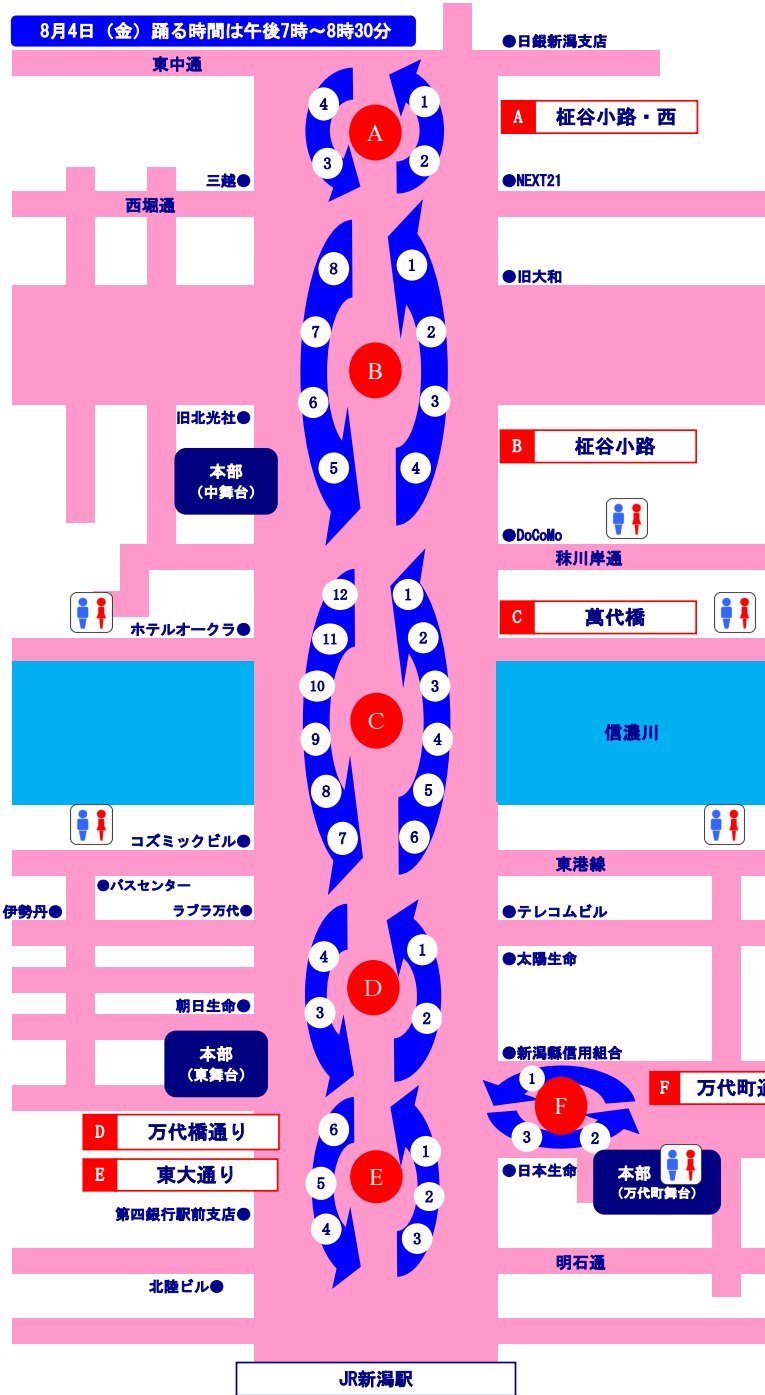 8月4日（金）踊る時間は午後7時～8時30分
●日銀新潟支店
東中通
4
1
A
A 柾谷小路・西
3
2
三越●
●NEXT21
西堀通
8
1
●旧大和
7
2
B
6
3
旧北光社●
B 柾谷小路
本部
（中舞台）
5
4
●DoCoMo
秣川岸通
12
1
C 萬代橋
ホテルオークラ●
11
2
10
3
C
信濃川
9
4
8
5
コズミックビル●
7
6
東港線
●バスセンター
伊勢丹●
ラブラ万代●
●テレコムビル
4
1
●太陽生命
D
朝日生命●
3
2
本部
（東舞台）
●新潟縣信用組合
1
F
F 万代町通
D 万代橋通り
6
3
2
E 東大通り
1
E
●日本生命
本部
（万代町舞台）
5
2
第四銀行駅前支店●
4
3
明石通
北陸ビル●
JR新潟駅